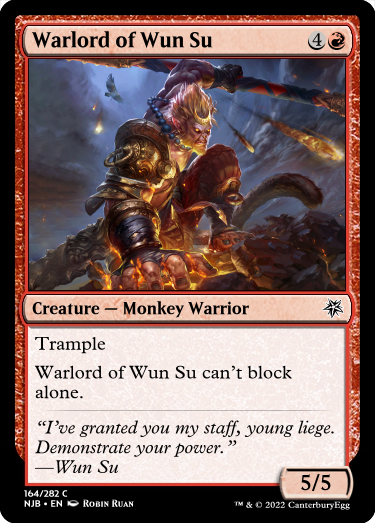 Warlord of Wun Su 4
Creature — Monkey Warrior
Trample
Warlord of Wun Su can't block
alone.
“I've granted you my staff, young liege.
Demonstrate your power.”
—Wun Su
5/5
164/282 C
NJB • EN Robin Ruan
™ & © 2022 CanterburyEgg